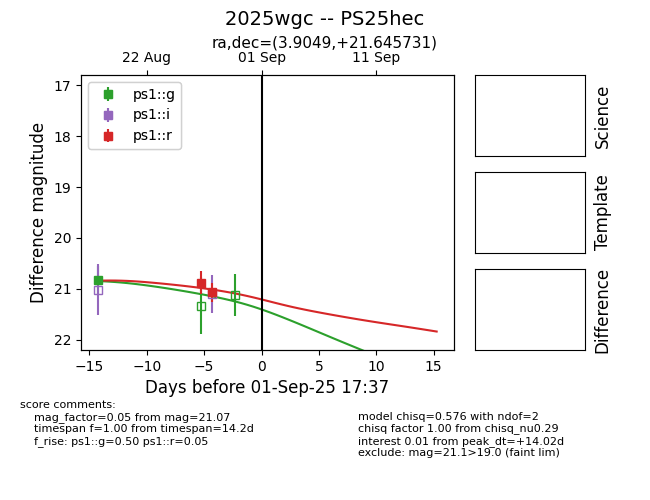 2025wgc -- PS25hec
ra,dec=(3.9049,+21.645731)
22 Aug 01 Sep 11 Sep
ps1::g
ps1::i
ps1::r
17
18
19
20
21
22
Difference magnitude
−15 −10 −5 0 5 10 15
Days before 01-Sep-25 17:37
Science
Template
Difference
score comments:
mag_factor=0.05 from mag=21.07
timespan f=1.00 from timespan=14.2d
f_rise: ps1::g=0.50 ps1::r=0.05
model chisq=0.576 with ndof=2
chisq factor 1.00 from chisq_nu0.29
interest 0.01 from peak_dt=+14.02d
exclude: mag=21.1>19.0 (faint lim)